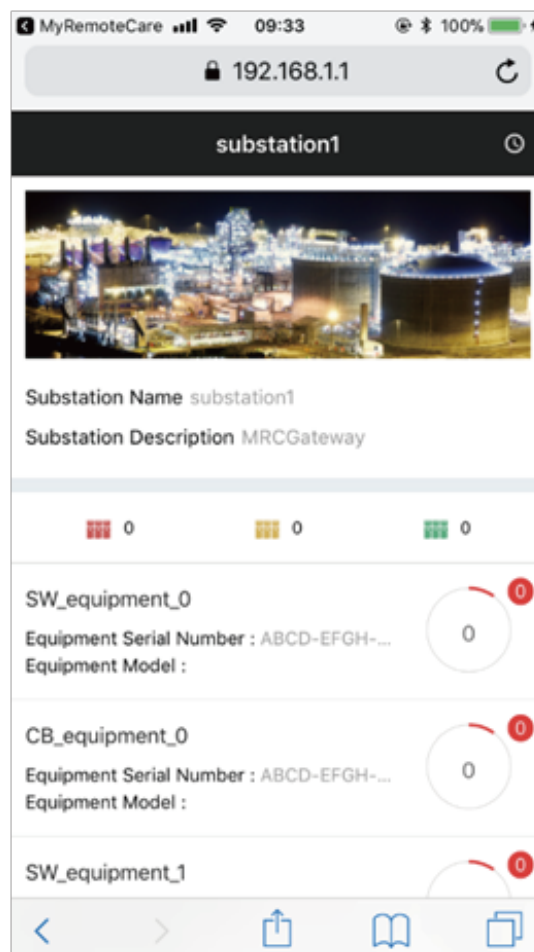 MyRemoteCare 09:33 100%
192.168.1.1
substation1
Substation Name substation1
Substation Description MRCGateway
0 0 0
SW_equipment_0
0
0
Equipment Serial Number : ABCD-EFGH-...
Equipment Model :
CB_equipment_0
0
0
Equipment Serial Number : ABCD-EFGH-...
Equipment Model :
SW_equipment_1
0